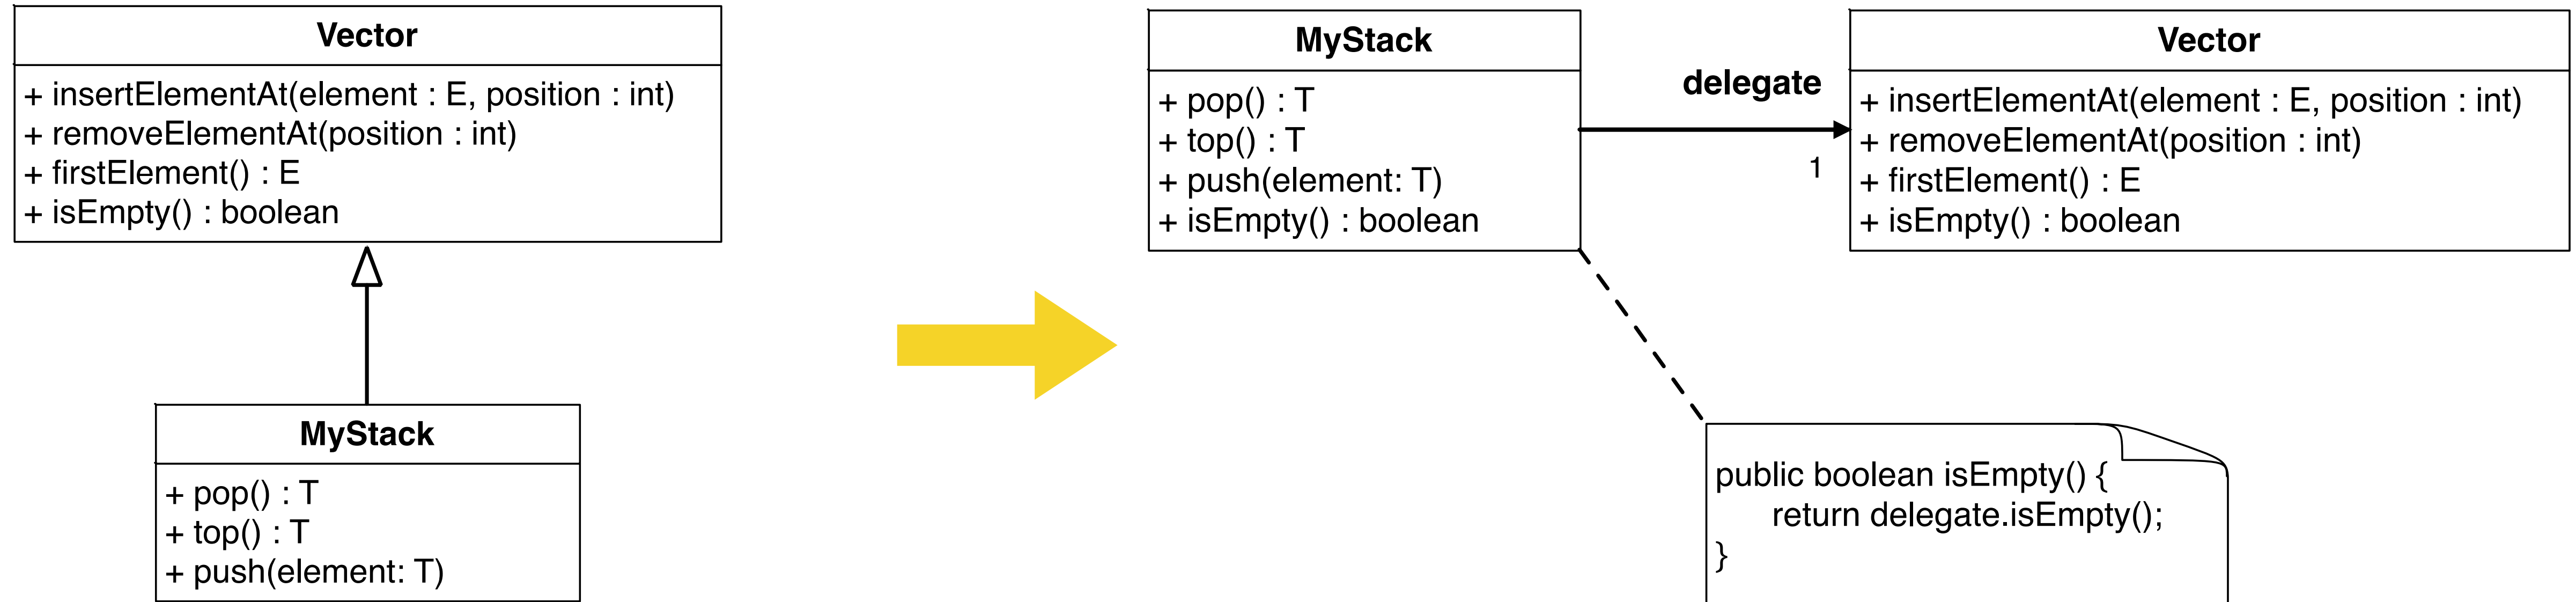 Vector
+ insertElementAt(element : E, position : int)
+ removeElementAt(position : int)
+ firstElement() : E
+ isEmpty() : boolean
MyStack
+ pop() : T
+ top() : T
+ push(element: T)
MyStack
+ pop() : T
+ top() : T
+ push(element: T)
+ isEmpty() : boolean
delegate
1
Vector
+ insertElementAt(element : E, position : int)
+ removeElementAt(position : int)
+ firstElement() : E
+ isEmpty() : boolean
public boolean isEmpty() {
return delegate.isEmpty();
}